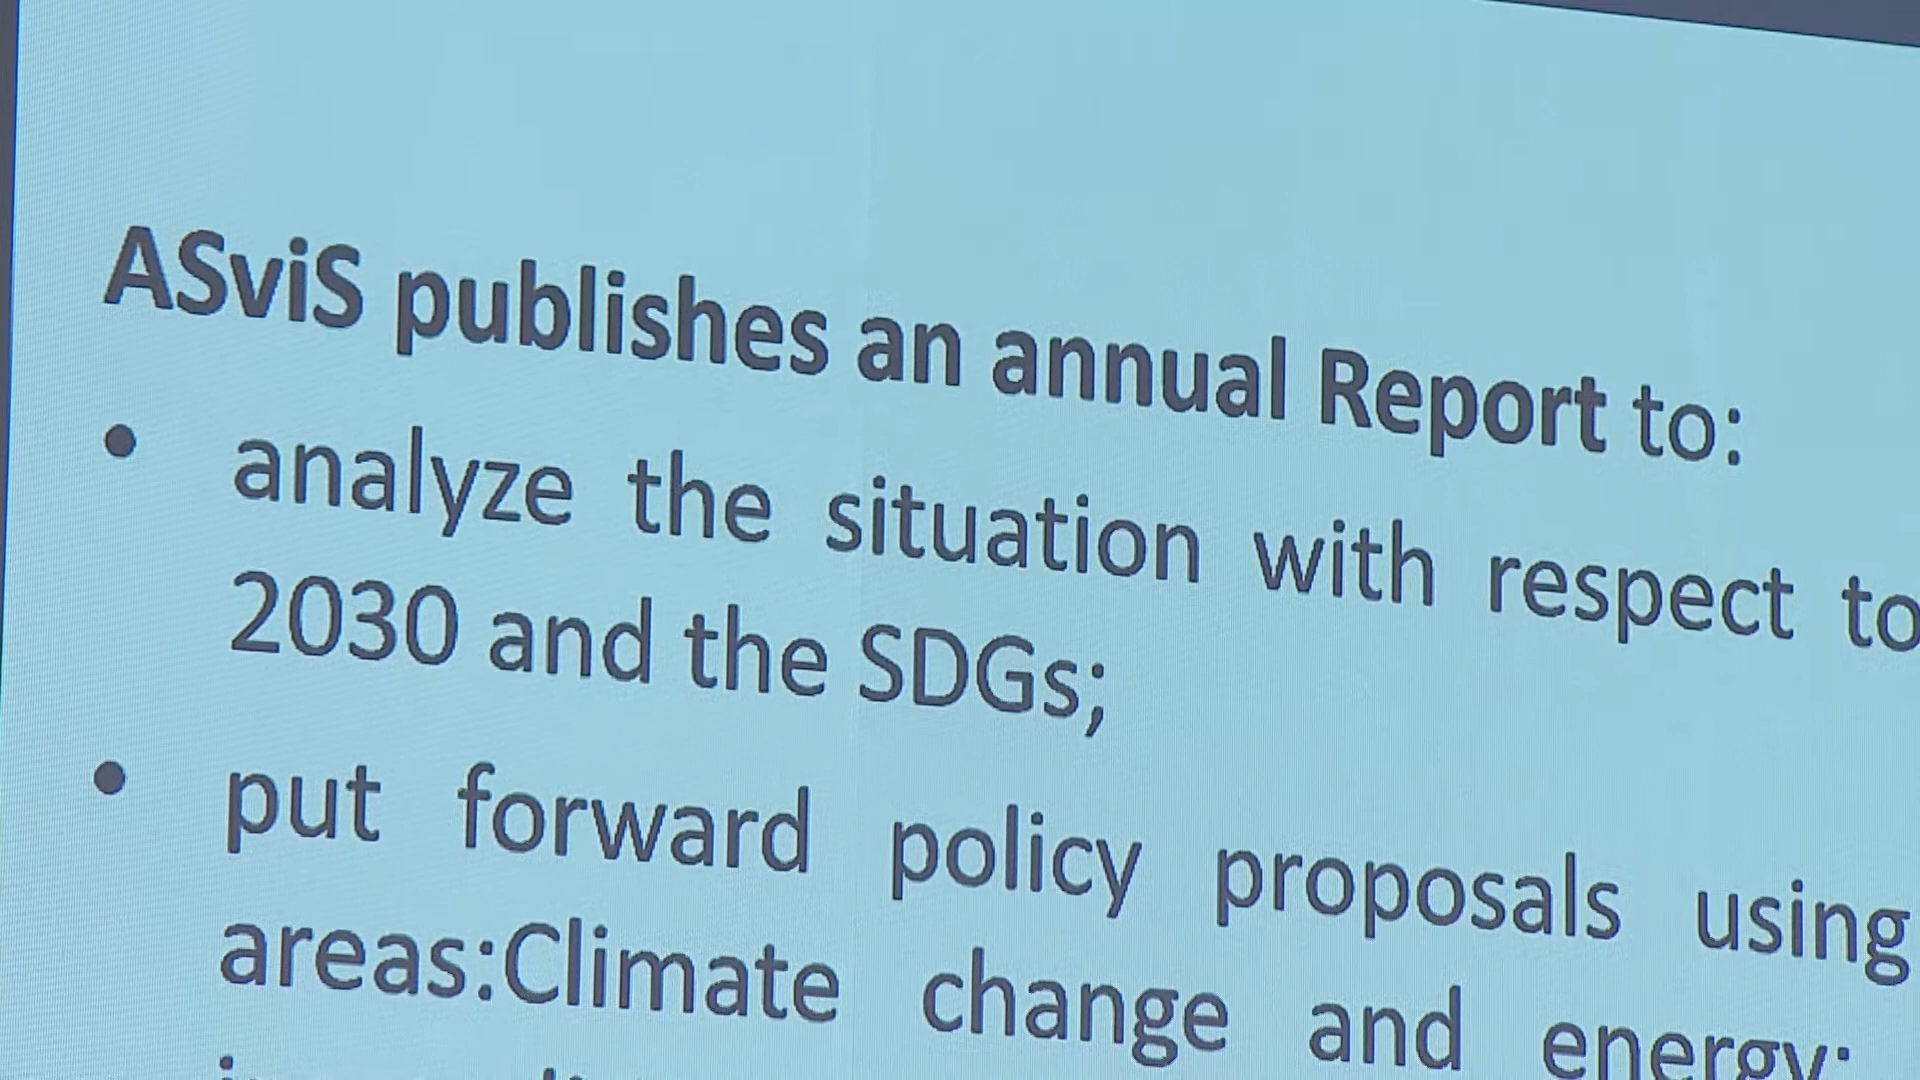 ASviS publishes an annual Report to:
• analyze the situation with respect to
2030 and the SDGs;
• put forward policy proposals using
areas:Climate change and energy;